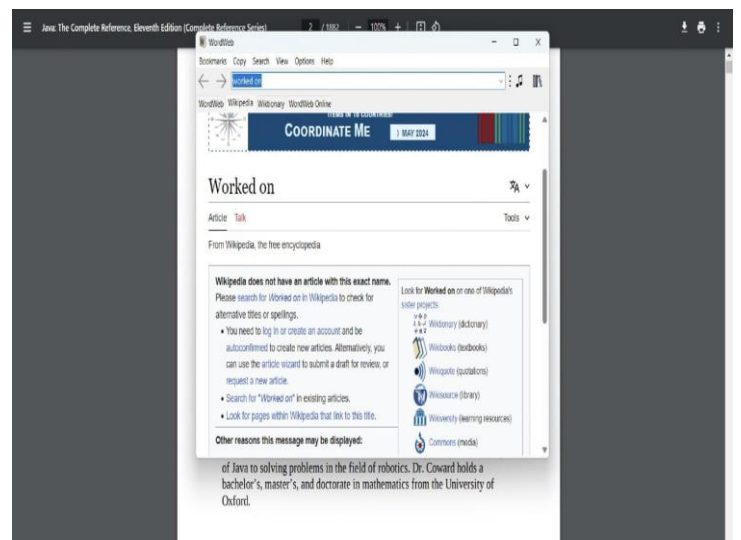 Java: The Complete Reference, Eleventh Edition (Complete Reference Series)
2 / 1882 — 100% +
WordWeb
Bookmarks Copy Search View Options Help
worked on
WordWeb Wikipedia Wiktionary WordWeb Online
ITEMS IN 18 COUNTRIES!
COORDINATE ME
MAY 2024
Worked on
Article Talk Tools
From Wikipedia, the free encyclopedia
Wikipedia does not have an article with this exact name.
Please search for Worked on in Wikipedia to check for
alternative titles or spellings.
• You need to log in or create an account and be
autoconfirmed to create new articles. Alternatively, you
can use the article wizard to submit a draft for review, or
request a new article.
• Search for "Worked on" in existing articles.
• Look for pages within Wikipedia that link to this title.
Other reasons this message may be displayed:
Look for Worked on on one of Wikipedia's
sister projects:
Wiktionary (dictionary)
Wikibooks (textbooks)
Wikiquote (quotations)
Wikisource (library)
Wikiversity (learning resources)
Commons (media)
of Java to solving problems in the field of robotics. Dr. Coward holds a
bachelor's, master's, and doctorate in mathematics from the University of
Oxford.